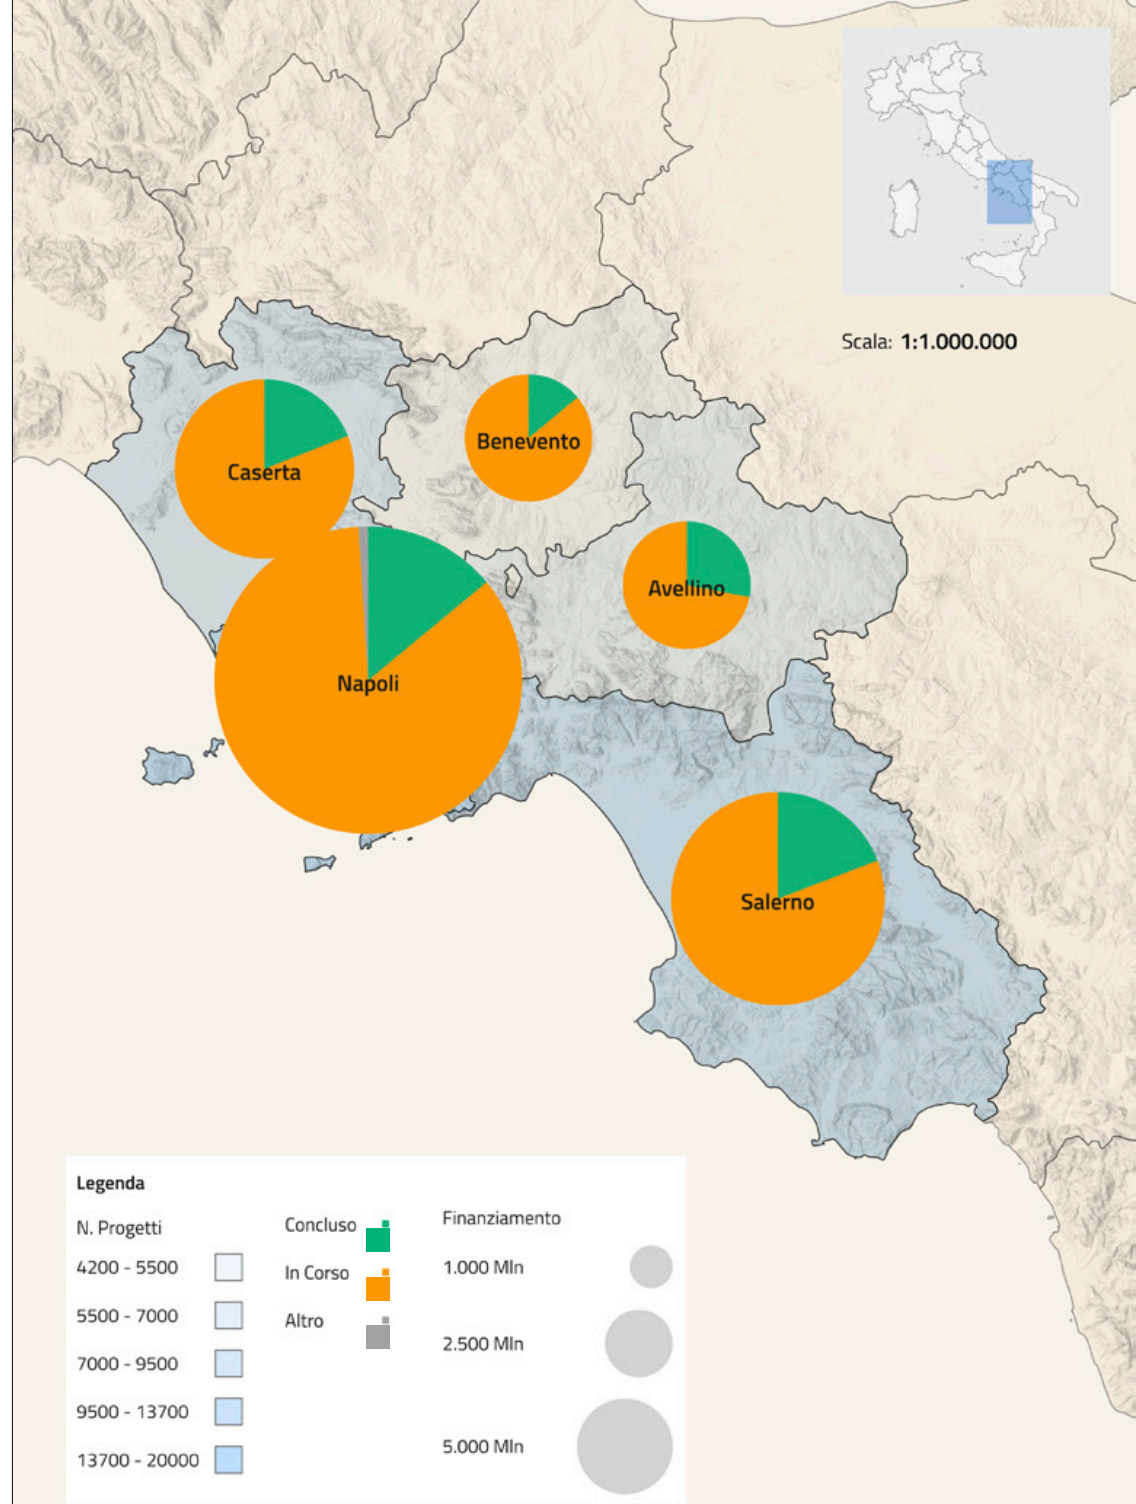 Scala: 1:1.000.000
Benevento
Caserta
Avellino
Napoli
Salerno
Legenda
N. Progetti
4200 - 5500
5500 - 7000
7000 - 9500
9500 - 13700
13700 - 20000
Concluso
In Corso
Altro
Finanziamento
1.000 Mln
2.500 Mln
5.000 Mln